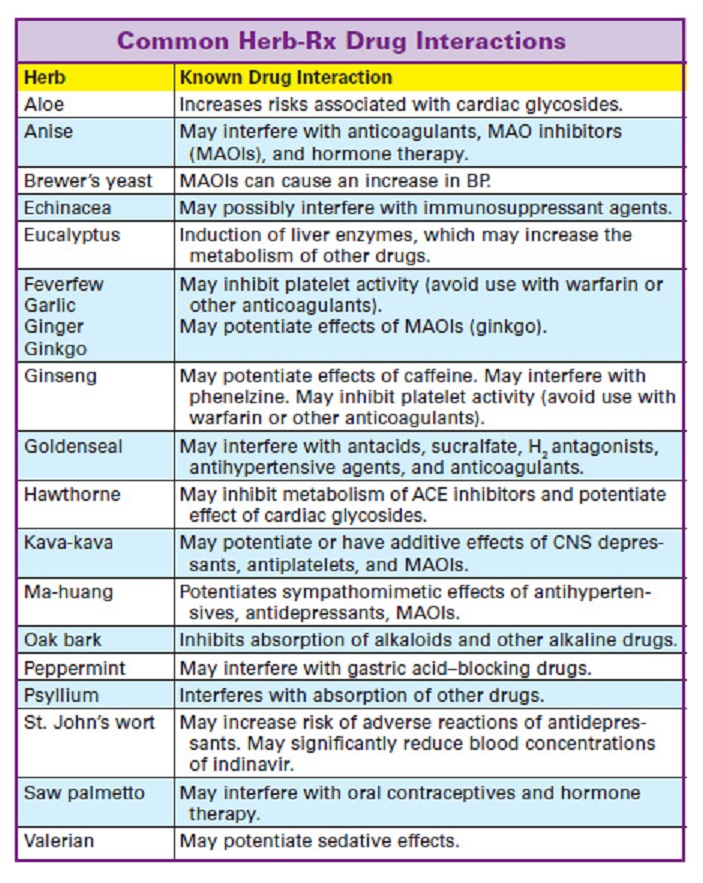 Common Herb-Rx Drug Interactions
Herb Known Drug Interaction
Aloe Increases risks associated with cardiac glycosides.
Anise May interfere with anticoagulants, MAO inhibitors
(MAOIs), and hormone therapy.
Brewer's yeast MAOIs can cause an increase in BP.
Echinacea May possibly interfere with immunosuppressant agents.
Eucalyptus Induction of liver enzymes, which may increase the
metabolism of other drugs.
Feverfew May inhibit platelet activity (avoid use with warfarin or
Garlic other anticoagulants).
Ginger May potentiate effects of MAOIs (ginkgo).
Ginkgo
Ginseng May potentiate effects of caffeine. May interfere with
phenelzine. May inhibit platelet activity (avoid use with
warfarin or other anticoagulants).
Goldenseal May interfere with antacids, sucralfate, H₂ antagonists,
antihypertensive agents, and anticoagulants.
Hawthorne May inhibit metabolism of ACE inhibitors and potentiate
effect of cardiac glycosides.
Kava-kava May potentiate or have additive effects of CNS depres-
sants, antiplatelets, and MAOIs.
Ma-huang Potentiates sympathomimetic effects of antihyperten-
sives, antidepressants, MAOIs.
Oak bark Inhibits absorption of alkaloids and other alkaline drugs.
Peppermint May interfere with gastric acid–blocking drugs.
Psyllium Interferes with absorption of other drugs.
St. John's wort May increase risk of adverse reactions of antidepres-
sants. May significantly reduce blood concentrations
of indinavir.
Saw palmetto May interfere with oral contraceptives and hormone
therapy.
Valerian May potentiate sedative effects.